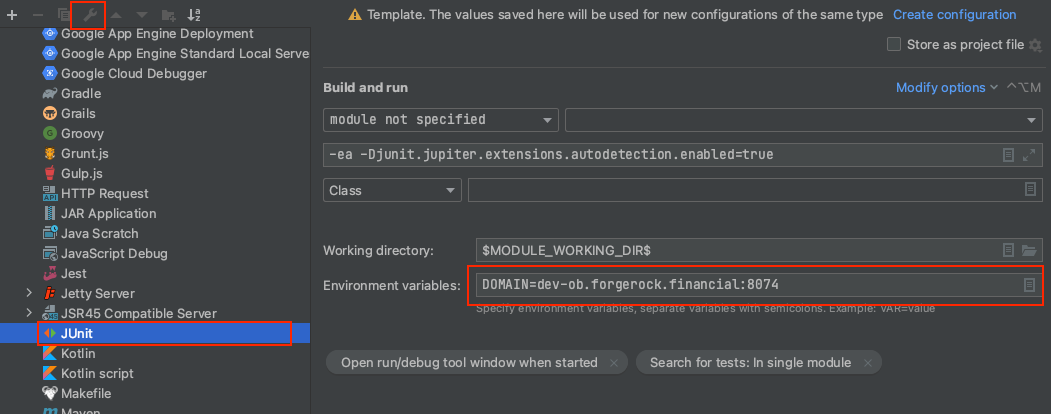 Google App Engine Deployment
Google App Engine Standard Local Serve
Google Cloud Debugger
Gradle
Grails
Groovy
Grunt.js
Gulp.js
HTTP Request
JAR Application
Java Scratch
JavaScript Debug
Jest
Jetty Server
JSR45 Compatible Server
JUnit
Kotlin
Kotlin script
Makefile
Maven
Template. The values saved here will be used for new configurations of the same type Create configuration
Store as project file
Build and run
Modify options ⌃⌥M
module not specified
-ea -Djunit.jupiter.extensions.autodetection.enabled=true
Class
Working directory: $MODULE_WORKING_DIR$
Environment variables: DOMAIN=dev-ob.forgerock.financial:8074
Specify environment variables, separate variables with semicolons. Example: VAR=value
Open run/debug tool window when started × Search for tests: In single module ×